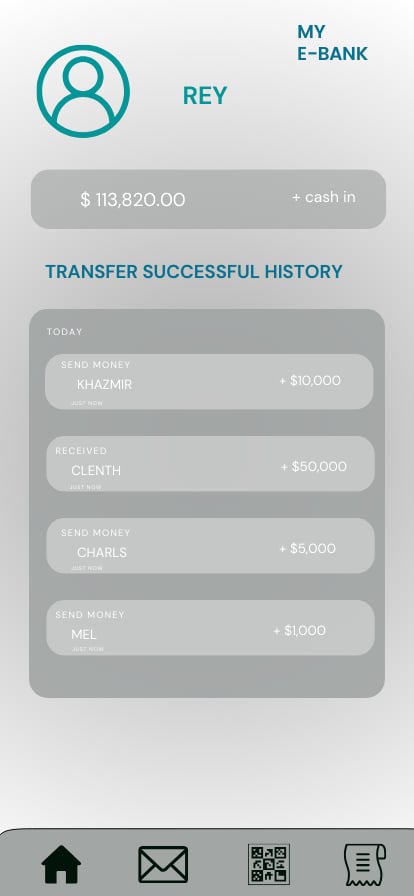 MY
E-BANK
REY
$ 113,820.00
+ cash in
TRANSFER SUCCESSFUL HISTORY
TODAY
SEND MONEY
KHAZMIR
+ $10,000
JUST NOW
RECEIVED
CLENTH
+ $50,000
JUST NOW
SEND MONEY
CHARLS
+ $5,000
JUST NOW
SEND MONEY
MEL
+ $1,000
JUST NOW